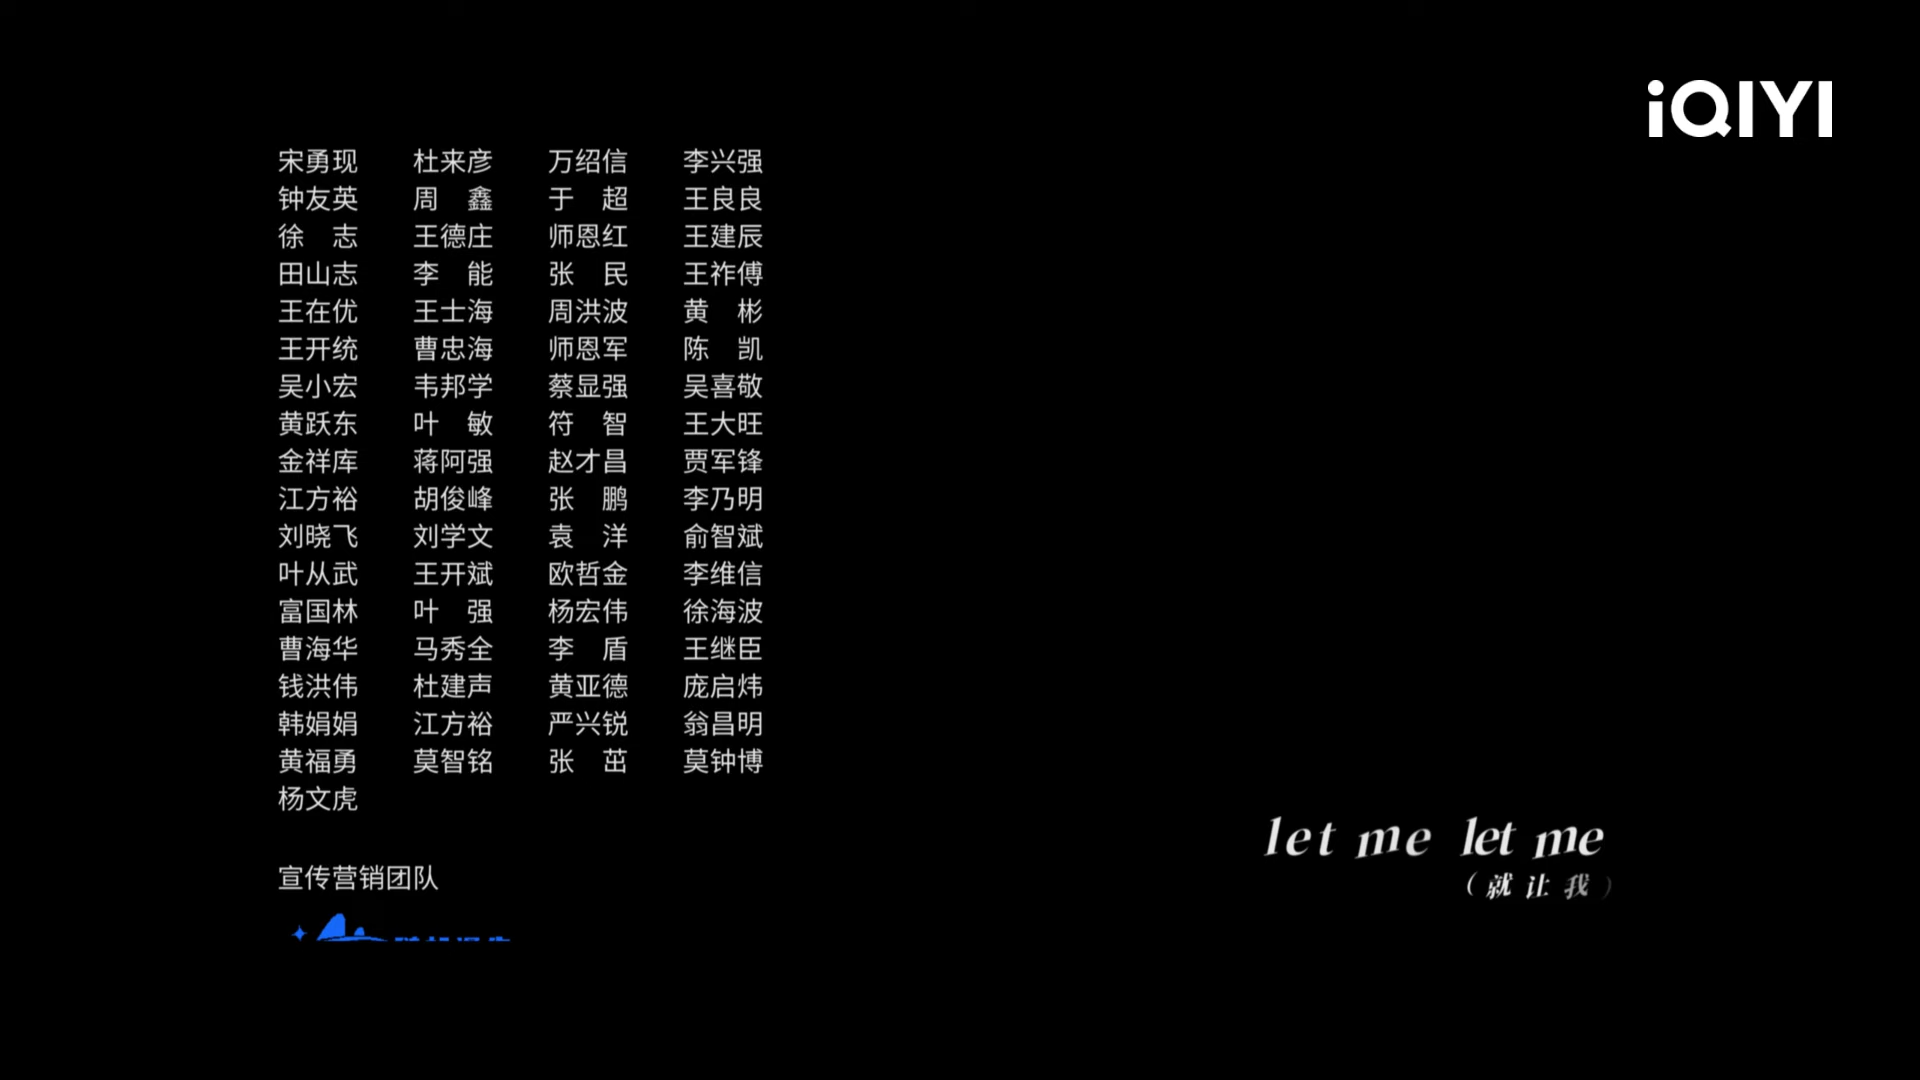 iQIYI
宋勇现 杜来彦 万绍信 李兴强
钟友英 周 鑫 于 超 王良良
徐 志 王德庄 师恩红 王建辰
田山志 李 能 张 民 王祚傅
王在优 王士海 周洪波 黄 彬
王开统 曹忠海 师恩军 陈 凯
吴小宏 韦邦学 蔡显强 吴喜敬
黄跃东 叶 敏 符 智 王大旺
金祥库 蒋阿强 赵才昌 贾军锋
江方裕 胡俊峰 张 鹏 李乃明
刘晓飞 刘学文 袁 洋 俞智斌
叶从武 王开斌 欧哲金 李维信
富国林 叶 强 杨宏伟 徐海波
曹海华 马秀全 李 盾 王继臣
钱洪伟 杜建声 黄亚德 庞启炜
韩娟娟 江方裕 严兴锐 翁昌明
黄福勇 莫智铭 张 茁 莫钟博
杨文虎
宣传营销团队
let me let me
（就让我）